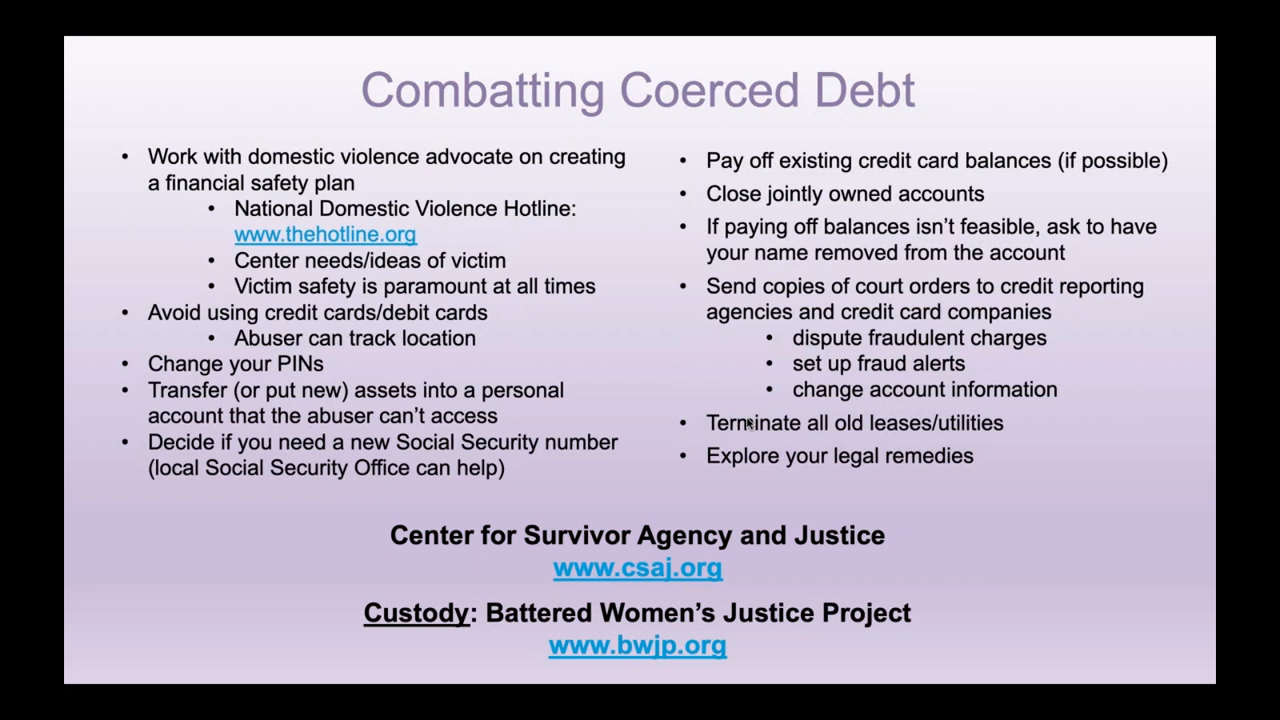 Combatting Coerced Debt
• Work with domestic violence advocate on creating
a financial safety plan
• National Domestic Violence Hotline:
www.thehotline.org
• Center needs/ideas of victim
• Victim safety is paramount at all times
• Avoid using credit cards/debit cards
• Abuser can track location
• Change your PINs
• Transfer (or put new) assets into a personal
account that the abuser can’t access
• Decide if you need a new Social Security number
(local Social Security Office can help)
• Pay off existing credit card balances (if possible)
• Close jointly owned accounts
• If paying off balances isn’t feasible, ask to have
your name removed from the account
• Send copies of court orders to credit reporting
agencies and credit card companies
• dispute fraudulent charges
• set up fraud alerts
• change account information
• Terminate all old leases/utilities
• Explore your legal remedies
Center for Survivor Agency and Justice
www.csaj.org
Custody: Battered Women’s Justice Project
www.bwjp.org